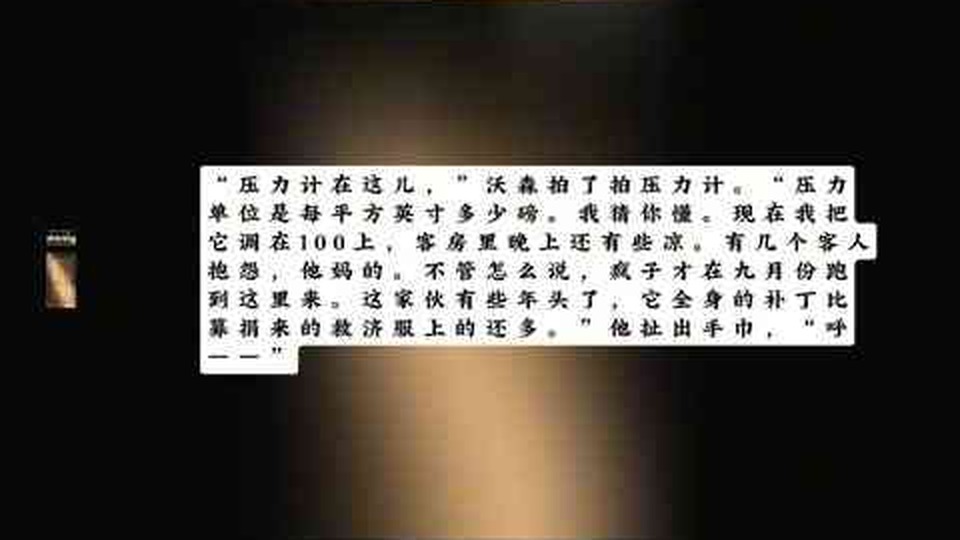 “压力计在这儿，”沃森拍了拍压力计。“压力
单位是每平方英寸多少磅。我猜你懂。现在我把
它调在100上，客房里晚上还有些凉。有几个客人
抱怨，他妈的。不管怎么说，疯子才在九月份跑
到这里来。这家伙有些年头了，它全身的补丁比
募捐来的救济服上的还多。”他扯出手巾，“呼
——”